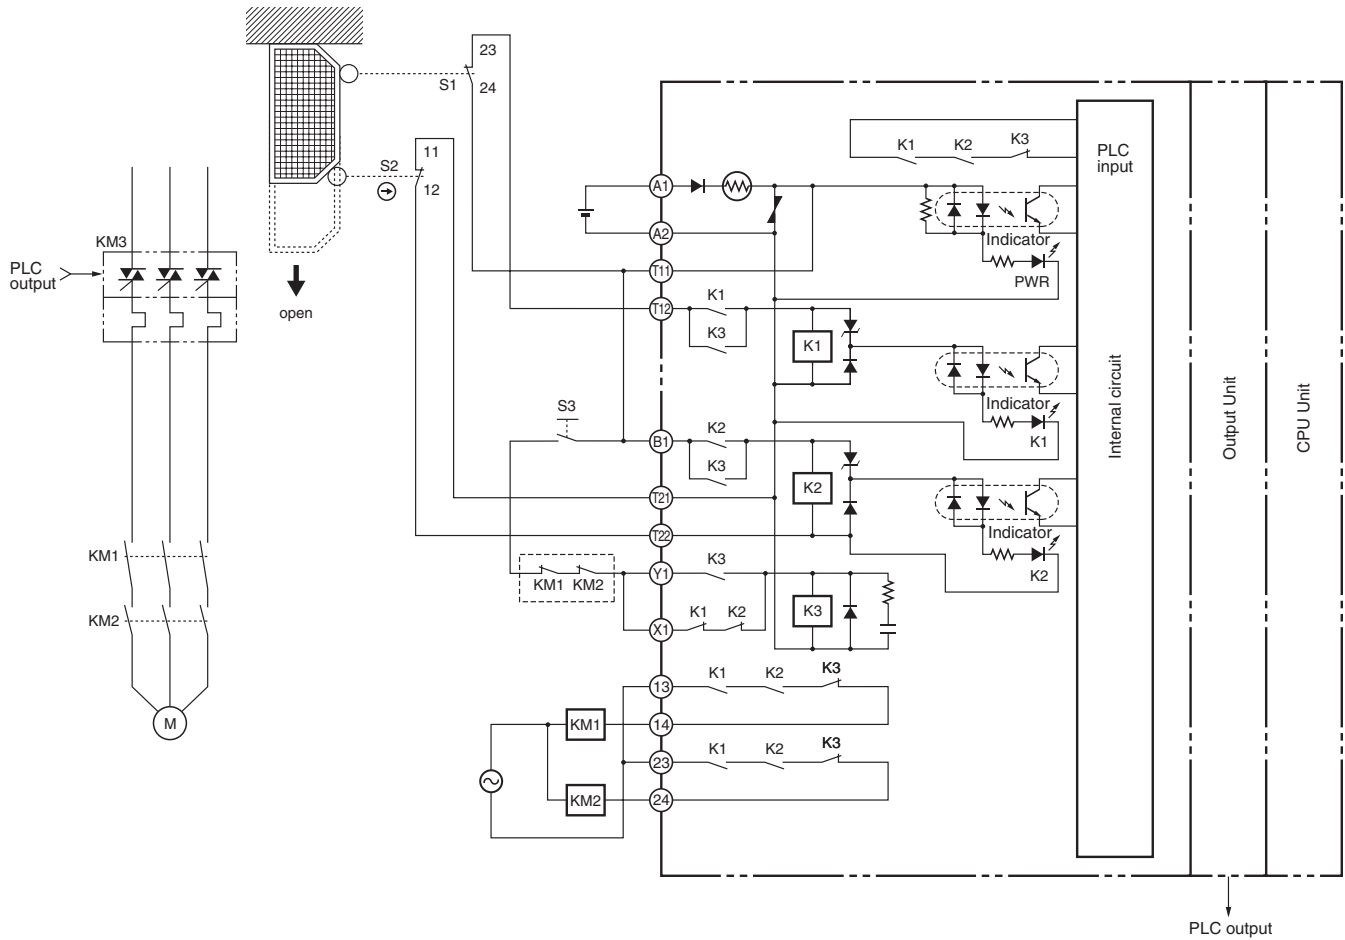 23
S1
24
11
S2
12
KM3
PLC
output
open
A1
A2
T11
T12
K1
K3
K1
S3
B1
K2
K3
K2
T21
T22
KM1 KM2
Y1
K3
K1
K2
K3
X1
KM1
KM2
M
13
K1
K2
K3
KM1
14
23
K1
K2
K3
KM2
24
K1
K2
K3
PLC
input
Indicator
PWR
Indicator
K1
Indicator
K2
Internal circuit
Output Unit
CPU Unit
PLC output